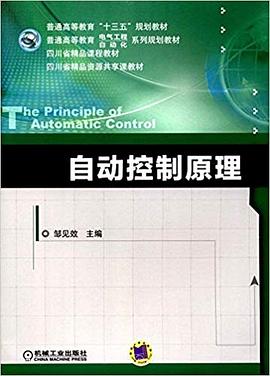 普通高等教育“十三五”规划教材
普通高等教育 电气工程 自动化 系列规划教材
四川省精品课程教材
四川省精品资源共享课教材
The Principle of
Automatic Control
自动控制原理
邹见效 主编
机械工业出版社
CHINA MACHINE PRESS